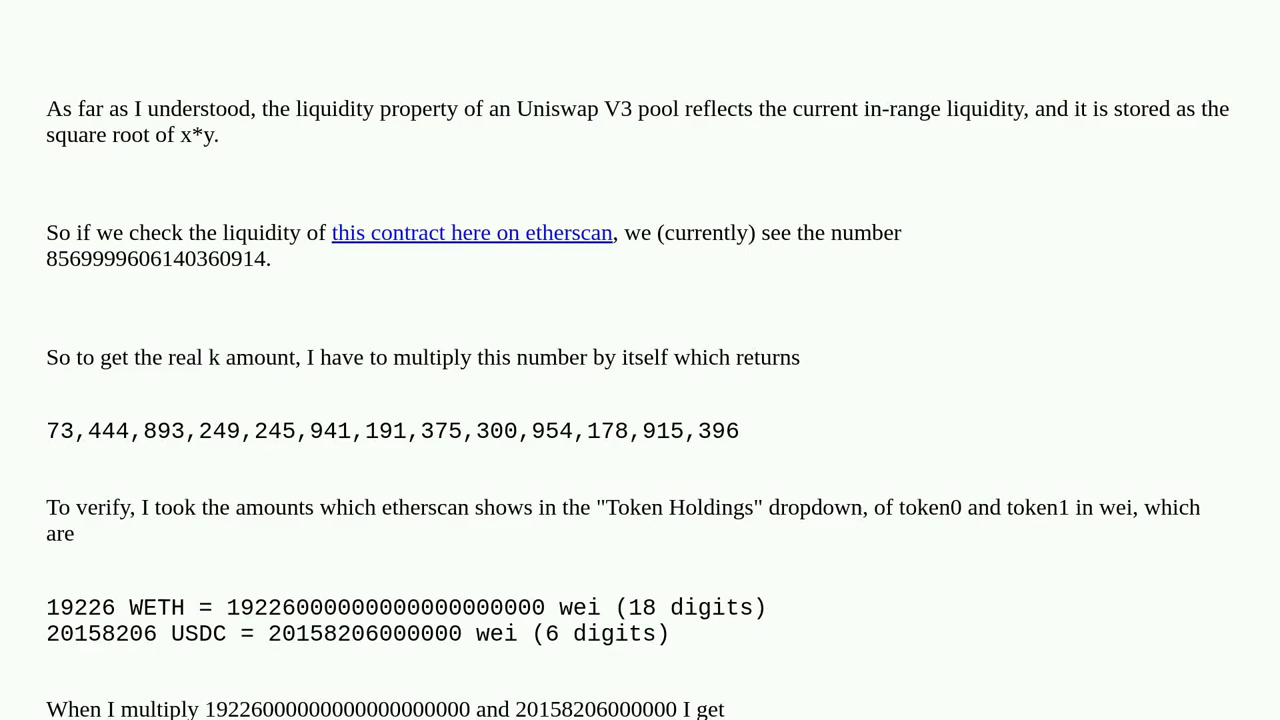 As far as I understood, the liquidity property of an Uniswap V3 pool reflects the current in-range liquidity, and it is stored as the
square root of x*y.
So if we check the liquidity of this contract here on etherscan, we (currently) see the number
8569999606140360914.
So to get the real k amount, I have to multiply this number by itself which returns
73,444,893,249,245,941,191,375,300,954,178,915,396
To verify, I took the amounts which etherscan shows in the "Token Holdings" dropdown, of token0 and token1 in wei, which
are
19226 WETH = 19226000000000000000000 wei (18 digits)
20158206 USDC = 20158206000000 wei (6 digits)
When I multiply 19226000000000000000000 and 20158206000000 I get